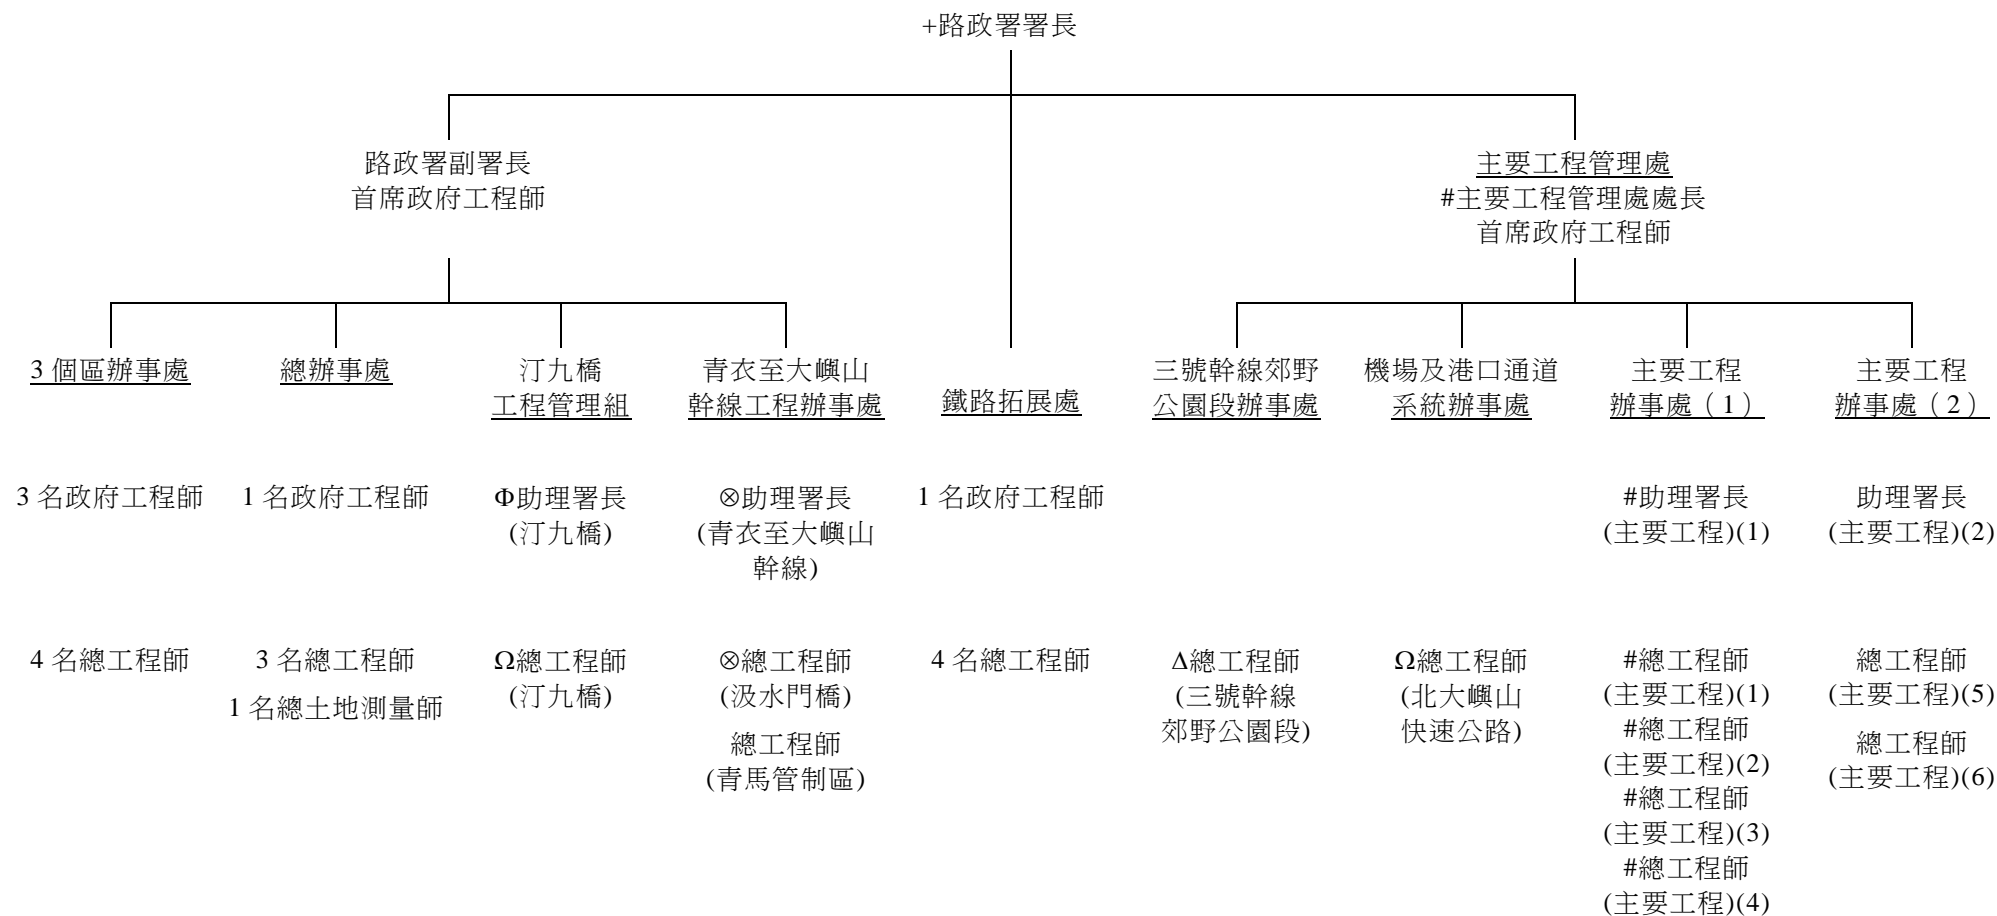 +路政署署長
路政署副署長
首席政府工程師
主要工程管理處
#主要工程管理處處長
首席政府工程師
3 個區辦事處
3 名政府工程師
4 名總工程師
總辦事處
1 名政府工程師
3 名總工程師
1 名總土地測量師
汀九橋
工程管理組
Φ助理署長
(汀九橋)
Ω總工程師
(汀九橋)
青衣至大嶼山
幹線工程辦事處
⊗助理署長
(青衣至大嶼山
幹線)
⊗總工程師
(汲水門橋)
總工程師
(青馬管制區)
鐵路拓展處
1 名政府工程師
4 名總工程師
三號幹線郊野
公園段辦事處
Δ總工程師
(三號幹線
郊野公園段)
機場及港口通道
系統辦事處
Ω總工程師
(北大嶼山
快速公路)
主要工程
辦事處（1）
#助理署長
(主要工程)(1)
#總工程師
(主要工程)(1)
#總工程師
(主要工程)(2)
#總工程師
(主要工程)(3)
#總工程師
(主要工程)(4)
主要工程
辦事處（2）
助理署長
(主要工程)(2)
總工程師
(主要工程)(5)
總工程師
(主要工程)(6)